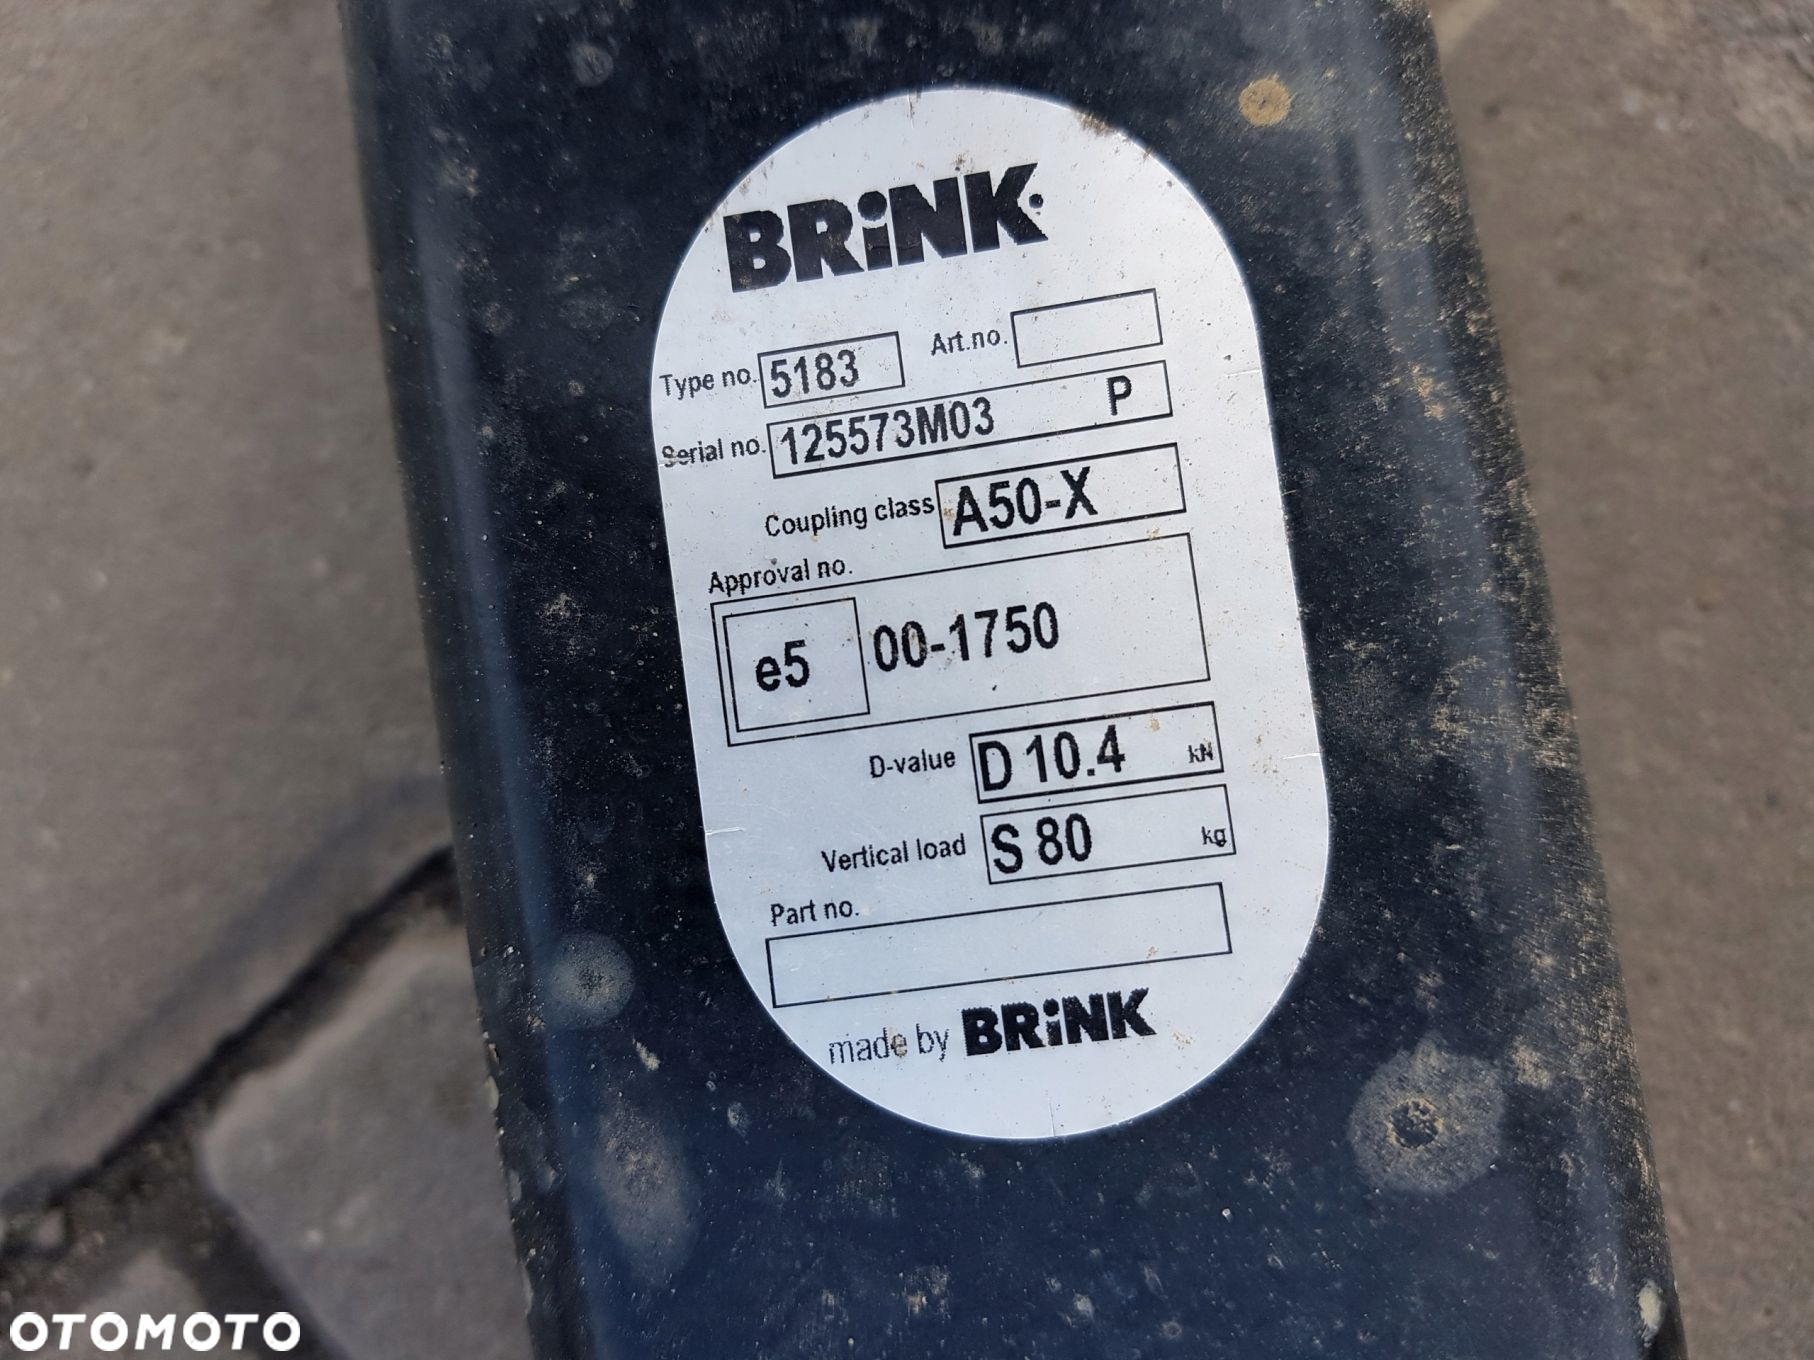 BRiNK
Type no. 5183 Art.no.
Serial no. 125573M03 P
Coupling class A50-X
Approval no.
e5 00-1750
D-value D 10.4 kN
Vertical load S 80 kg
Part no.
made by BRiNK
OTOMOTO